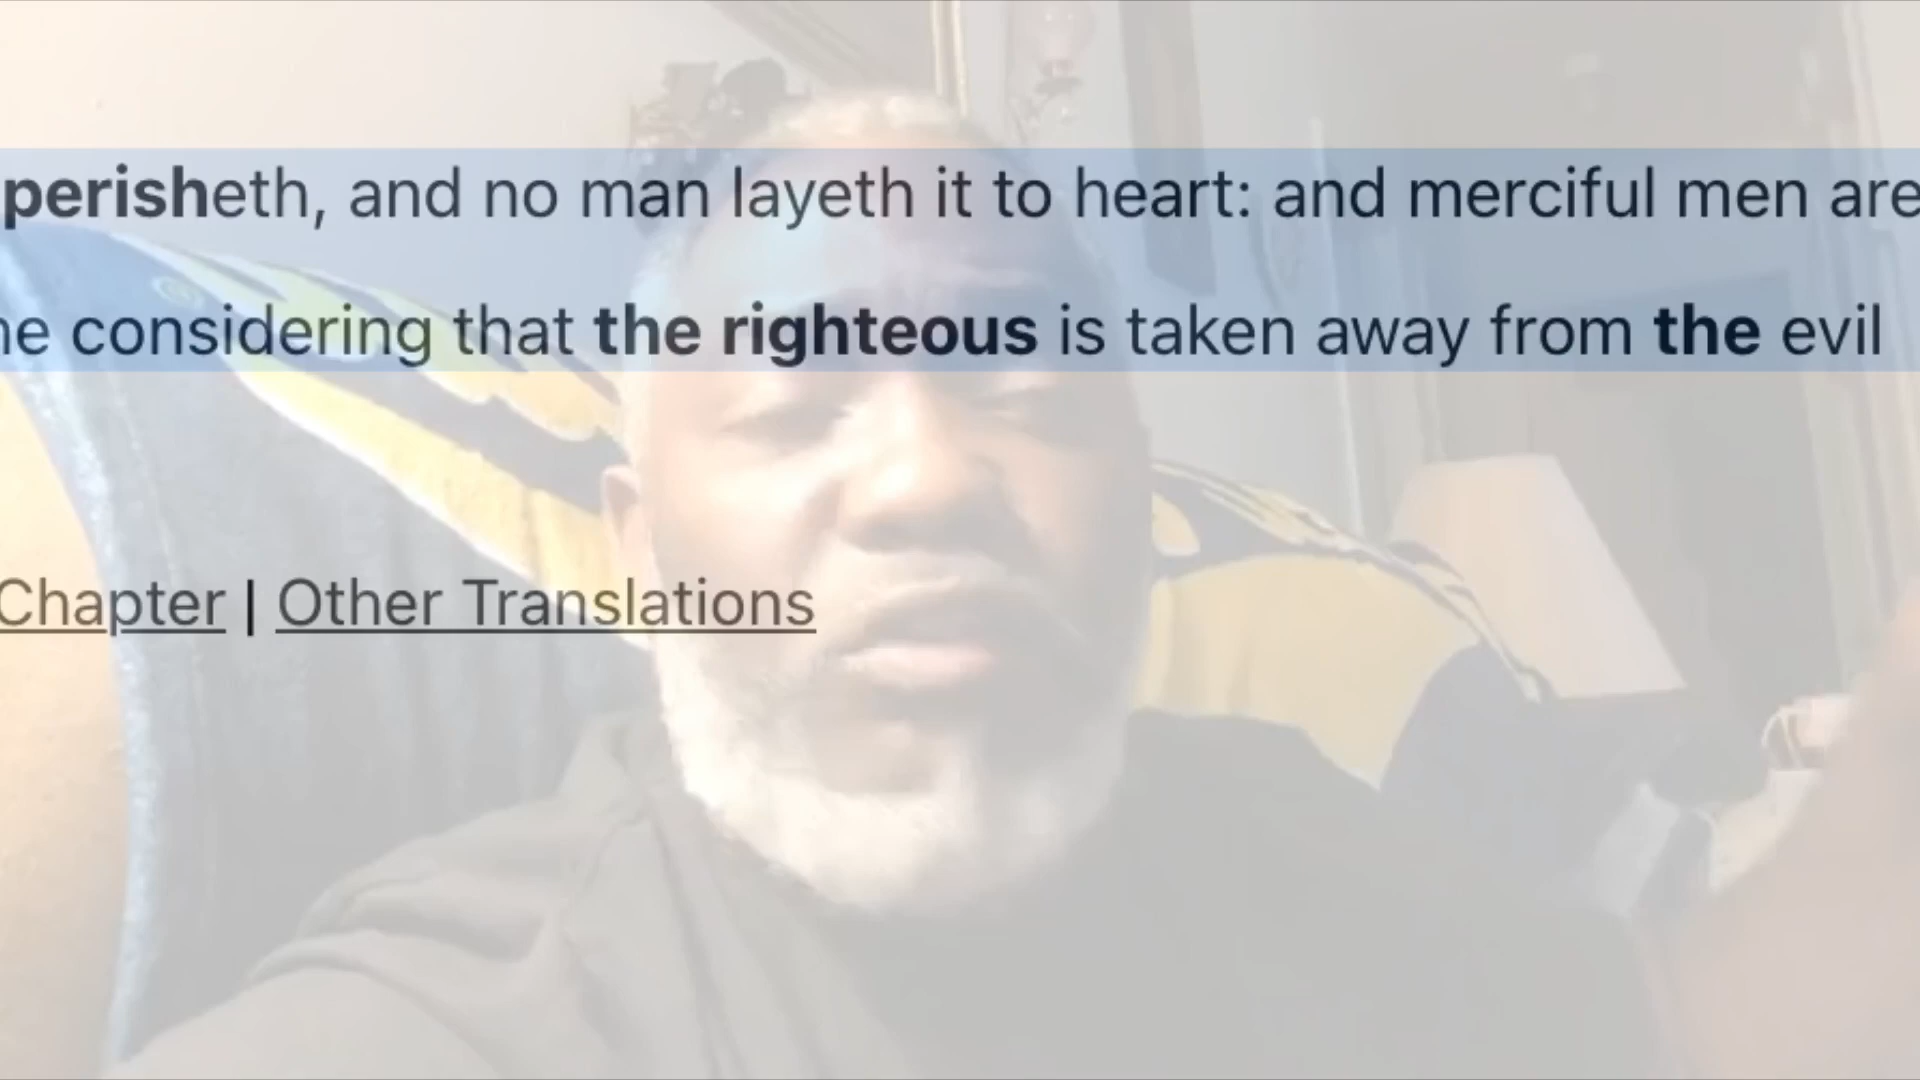 perisheth, and no man layeth it to heart: and merciful men are
considering that the righteous is taken away from the evil
Chapter | Other Translations